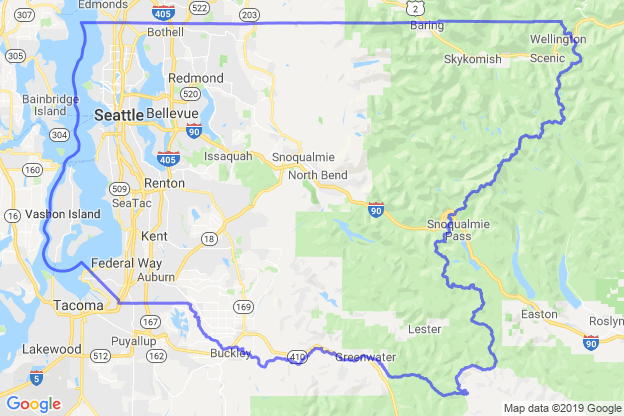 307
Edmonds
5
405
2
Baring
Wellington
Bothell
522
203
Skykomish
Scenic
305
Redmond
520
Bainbridge
Island
Seattle
Bellevue
304
90
405
Issaquah
Snoqualmie
160
North Bend
509
Renton
SeaTac
90
16
Vashon Island
Snoqualmie
Pass
Kent
18
Federal Way
Auburn
169
Tacoma
167
Easton
Lester
Roslyn
Puyallup
90
Lakewood
512
162
Buckley
410
Greenwater
5
Google
Map data ©2019 Google